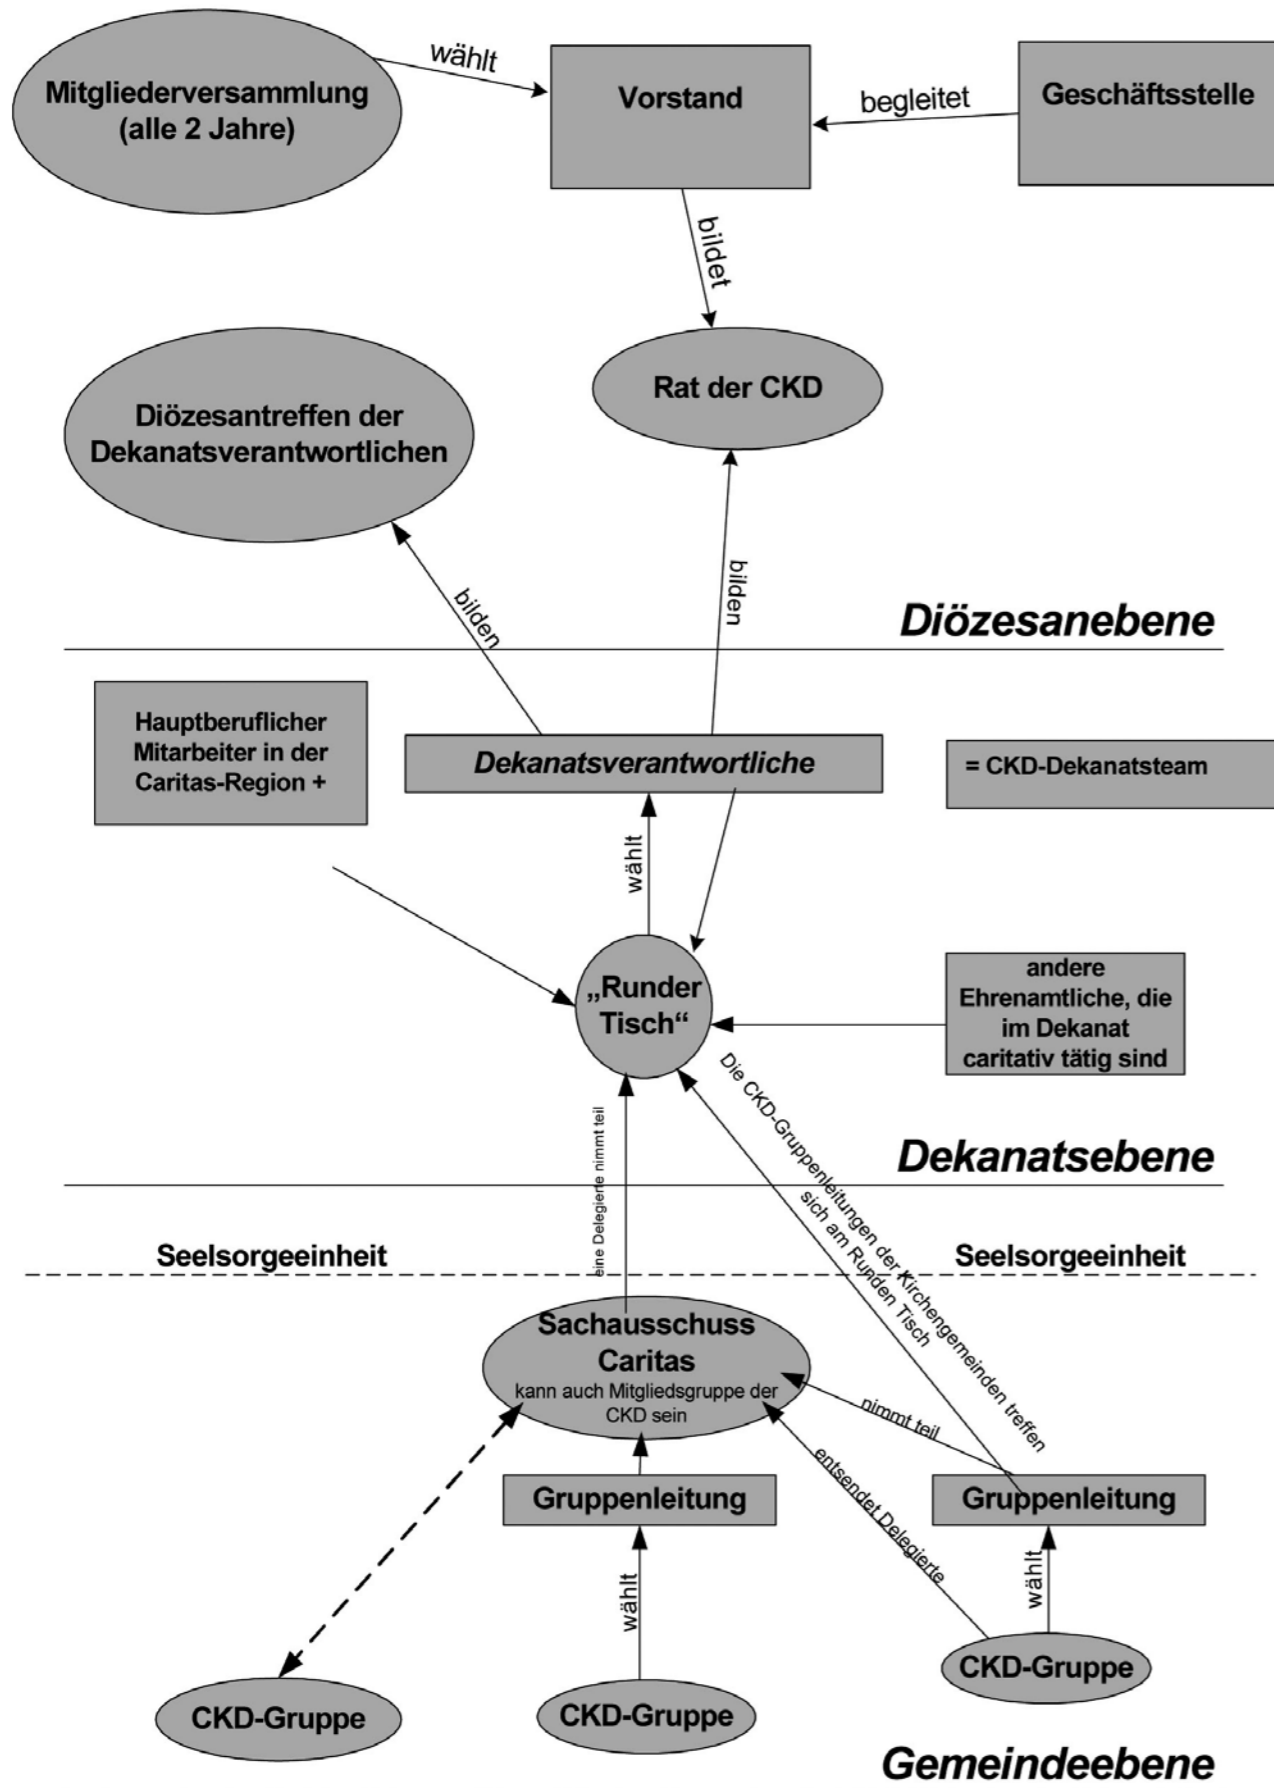 Mitgliederversammlung
(alle 2 Jahre)
wählt
Vorstand
begleitet
Geschäftsstelle
bildet
Rat der CKD
Diözesantreffen der
Dekanatsverantwortlichen
bilden
bilden
Diözesanebene
Hauptberuflicher
Mitarbeiter in der
Caritas-Region +
Dekanatsverantwortliche
= CKD-Dekanatsteam
wählt
„Runder
Tisch“
andere
Ehrenamtliche, die
im Dekanat
caritativ tätig sind
eine Delegierte nimmt teil
Die CKD-Gruppenleitungen der Kirchengemeinden treffen
sich am Runden Tisch
Dekanatsebene
Seelsorgeeinheit
Seelsorgeeinheit
Sachausschuss
Caritas
kann auch Mitgliedsgruppe der
CKD sein
nimmt teil
entsendet Delegierte
Gruppenleitung
Gruppenleitung
wählt
wählt
CKD-Gruppe
CKD-Gruppe
CKD-Gruppe
Gemeindeebene